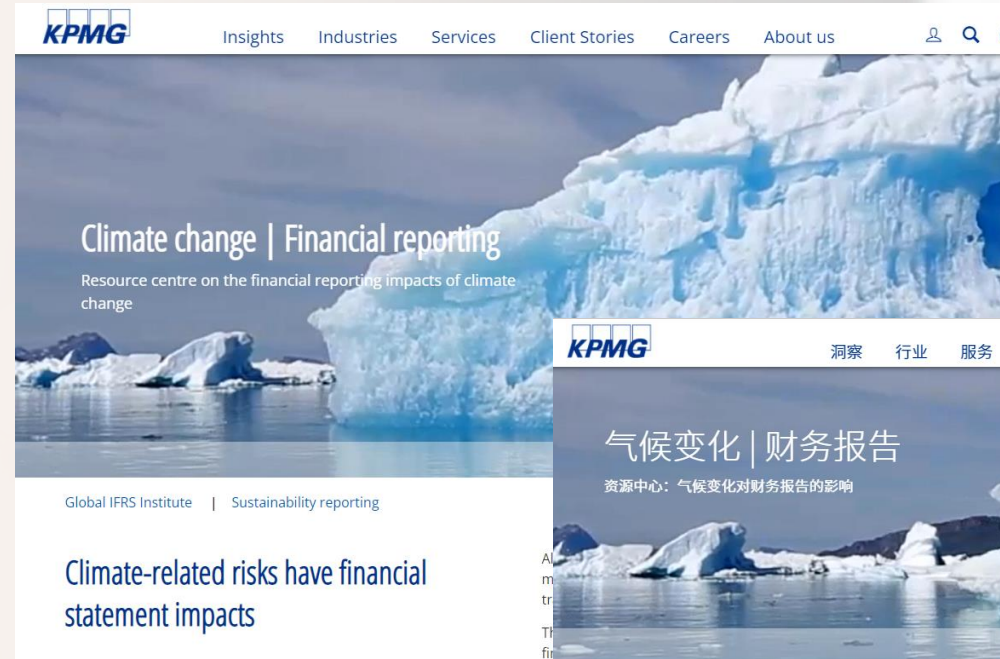 KPMG
Insights Industries Services Client Stories Careers About us
Climate change | Financial reporting
Resource centre on the financial reporting impacts of climate
change
Global IFRS Institute | Sustainability reporting
Climate-related risks have financial
statement impacts
KPMG
洞察 行业 服务
气候变化 | 财务报告
资源中心：气候变化对财务报告的影响